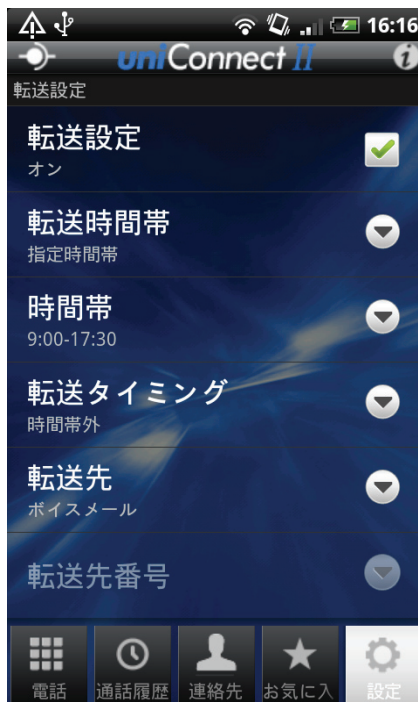 16:16
uniConnect II
転送設定
転送設定
オン
転送時間帯
指定時間帯
時間帯
9:00-17:30
転送タイミング
時間帯外
転送先
ボイスメール
転送先番号
電話 通話履歴 連絡先 お気に入 設定